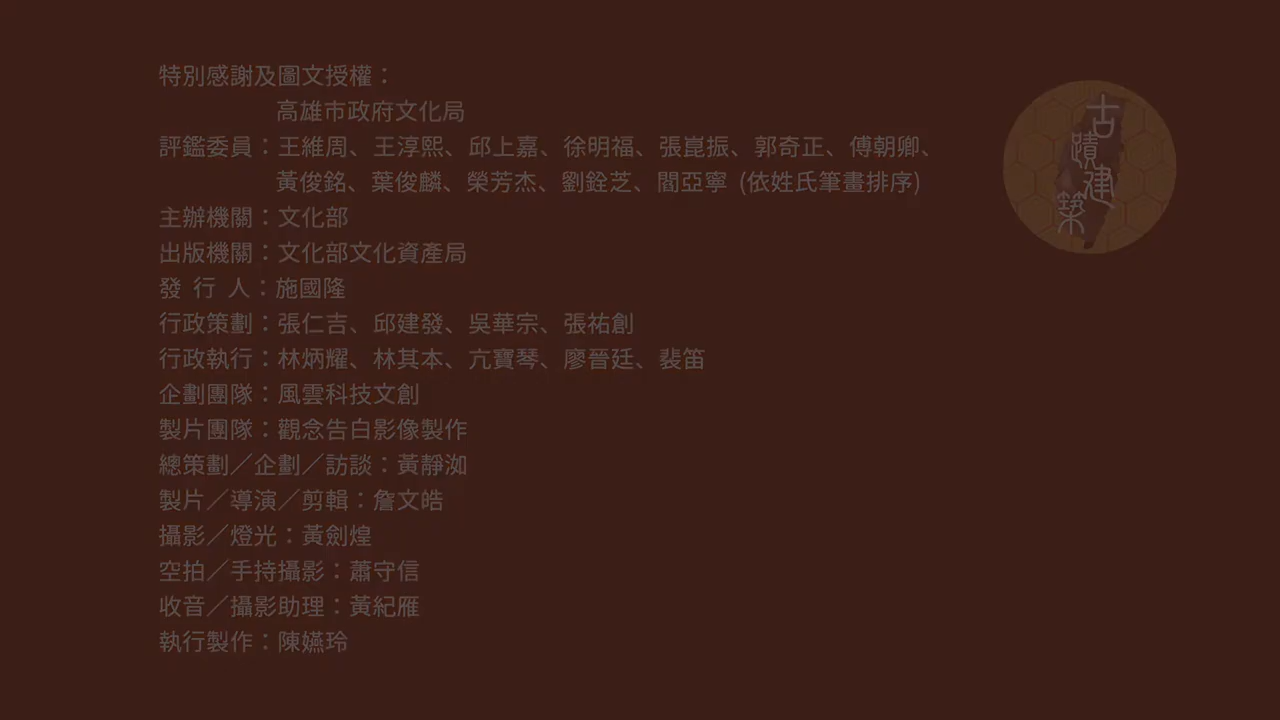 特別感謝及圖文授權：
高雄市政府文化局
評鑑委員：王維周、王淳熙、邱上嘉、徐明福、張崑振、郭奇正、傅朝卿、
黃俊銘、葉俊麟、榮芳杰、劉銓芝、閻亞寧 (依姓氏筆畫排序)
主辦機關：文化部
出版機關：文化部文化資產局
發 行 人：施國隆
行政策劃：張仁吉、邱建發、吳華宗、張祐創
行政執行：林炳耀、林其本、亢寶琴、廖晉廷、裴笛
企劃團隊：風雲科技文創
製片團隊：觀念告白影像製作
總策劃／企劃／訪談：黃靜洳
製片／導演／剪輯：詹文皓
攝影／燈光：黃劍煌
空拍／手持攝影：蕭守信
收音／攝影助理：黃紀雁
執行製作：陳嬿玲
古蹟建築